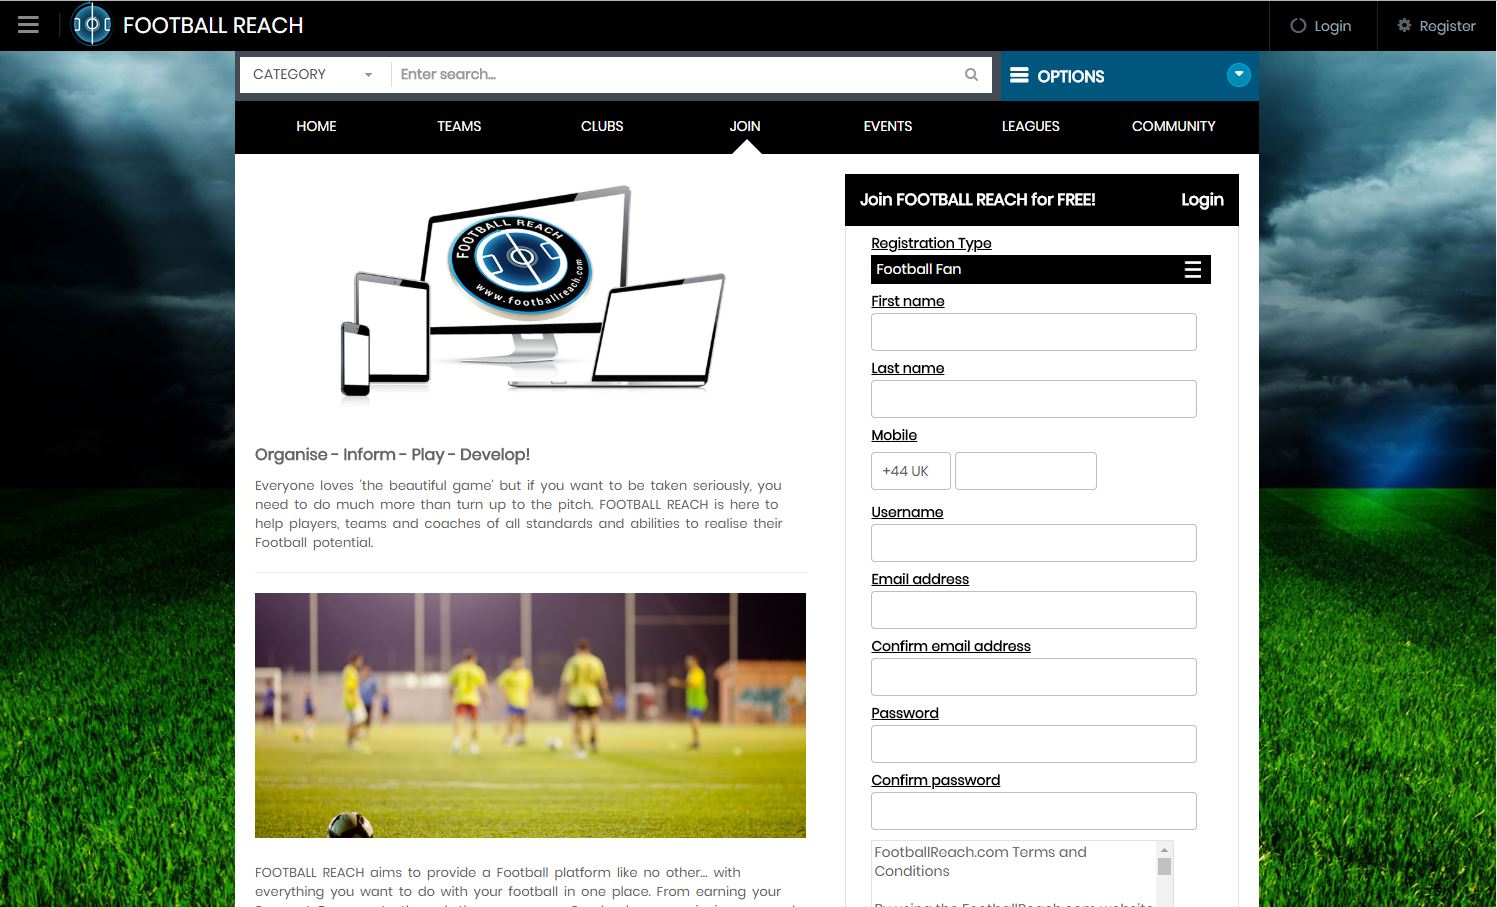 FOOTBALL REACH
Login
Register
CATEGORY
Enter search...
OPTIONS
HOME
TEAMS
CLUBS
JOIN
EVENTS
LEAGUES
COMMUNITY
FOOTBALL REACH
www.footballreach.com
Organise - Inform - Play - Develop!
Everyone loves 'the beautiful game' but if you want to be taken seriously, you
need to do much more than turn up to the pitch. FOOTBALL REACH is here to
help players, teams and coaches of all standards and abilities to realise their
Football potential.
FOOTBALL REACH aims to provide a Football platform like no other... with
everything you want to do with your football in one place. From earning your
Join FOOTBALL REACH for FREE!
Login
Registration Type
Football Fan
First name
Last name
Mobile
+44 UK
Username
Email address
Confirm email address
Password
Confirm password
FootballReach.com Terms and
Conditions
By using the FootballReach.com website